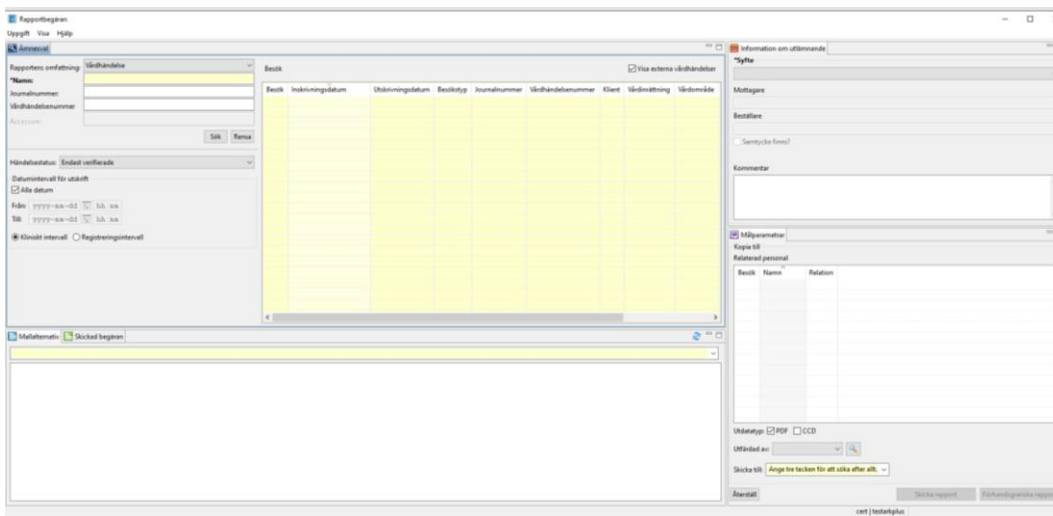 Rapportbegäran
Uppgift Visa Hjälp
Ämnesval
Rapportens omfattning: Vårdhändelse
*Namn:
Journalnummer:
Vårdhändelsenummer
Accession:
Sök Rensa
Händelsestatus: Endast verifierade
Datumintervall för utskrift
Alla datum
Från: yyyy-mm-dd hh:mm
Till: yyyy-mm-dd hh:mm
Kliniskt intervall Registreringsintervall
Besök Visa externa vårdhändelser
Besök Inskrivningsdatum Utskrivningsdatum Besökstyp Journalnummer Vårdhändelsenummer Klient Vårdinrättning Vårdområde
Information om utlämnande
*Syfte
Mottagare
Beställare
Samtycke finns?
Kommentar
Målparametrar
Kopia till
Relaterad personal
Besök Namn Relation
Utdatatyp: PDF CCD
Utfärdad av:
Skicka till: Ange tre tecken för att söka efter allt.
Återställ Skicka rapport Förhandsgranska
Mallalternativ Skickad begäran
cert | testarkplus